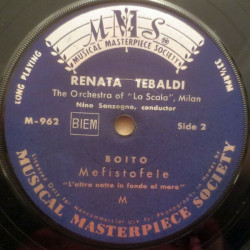 MMS
MUSICAL MASTERPIECE SOCIETY
LONG PLAYING
33⅓ RPM
RENATA TEBALDI
The Orchestra of "La Scala", Milan
Nino Sanzogno, conductor
M-962
BIEM
Side 2
BOITO
Mefistofele
"L'altra notte in fondo al mare"
M
MUSICAL MASTERPIECE SOCIETY